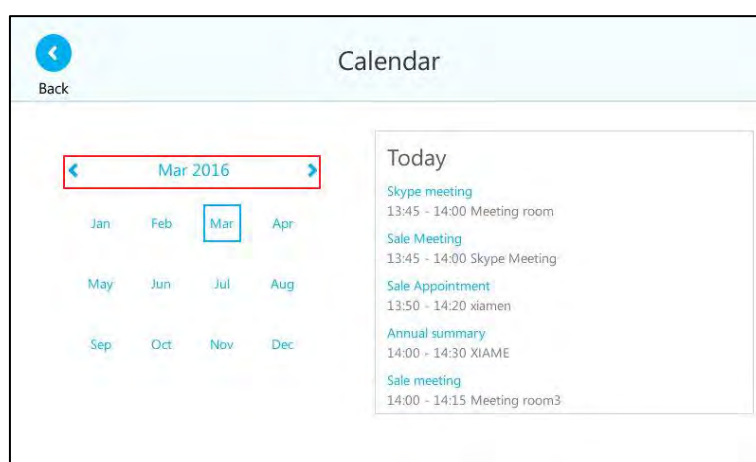 Calendar
Back
Mar 2016
Jan Feb Mar Apr
May Jun Jul Aug
Sep Oct Nov Dec
Today
Skype meeting
13:45 - 14:00 Meeting room
Sale Meeting
13:45 - 14:00 Skype Meeting
Sale Appointment
13:50 - 14:20 xiamen
Annual summary
14:00 - 14:30 XIAME
Sale meeting
14:00 - 14:15 Meeting room3